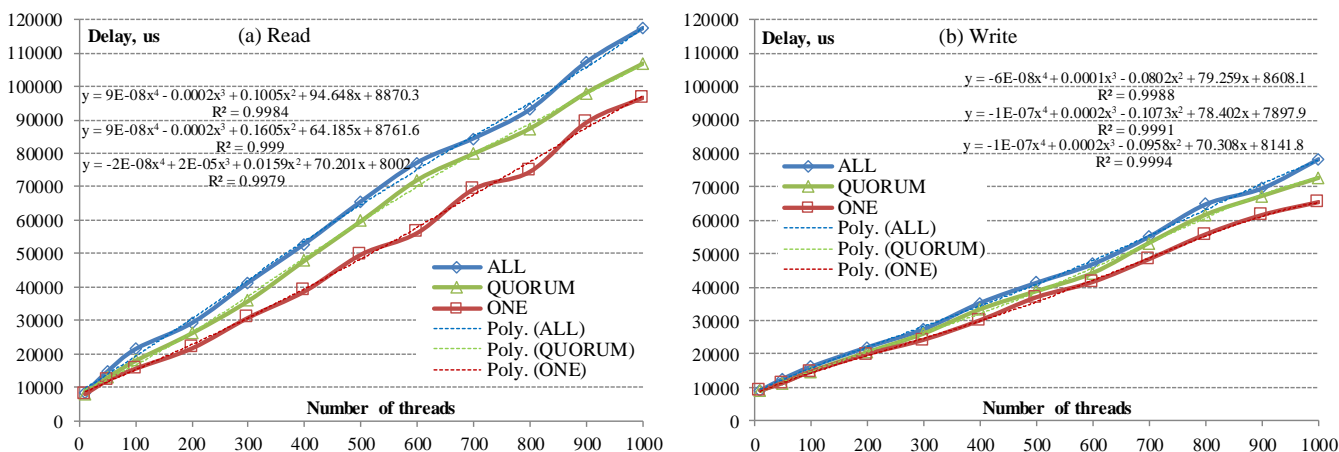 Delay, us
(a) Read
120000
110000
100000
90000
80000
70000
60000
50000
40000
30000
20000
10000
0
y = 9E-08x⁴ - 0.0002x³ + 0.1005x² + 94.648x + 8870.3
R² = 0.9984
y = 9E-08x⁴ - 0.0002x³ + 0.1605x² + 64.185x + 8761.6
R² = 0.999
y = -2E-08x⁴ + 2E-05x³ + 0.0159x² + 70.201x + 8002
R² = 0.9979
ALL
QUORUM
ONE
Poly. (ALL)
Poly. (QUORUM)
Poly. (ONE)
Number of threads
0 100 200 300 400 500 600 700 800 900 1000
Delay, us
(b) Write
120000
110000
100000
90000
80000
70000
60000
50000
40000
30000
20000
10000
0
y = -6E-08x⁴ + 0.0001x³ - 0.0802x² + 79.259x + 8608.1
R² = 0.9988
y = -1E-07x⁴ + 0.0002x³ - 0.1073x² + 78.402x + 7897.9
R² = 0.9991
y = -1E-07x⁴ + 0.0002x³ - 0.0958x² + 70.308x + 8141.8
R² = 0.9994
ALL
QUORUM
ONE
Poly. (ALL)
Poly. (QUORUM)
Poly. (ONE)
Number of threads
0 100 200 300 400 500 600 700 800 900 1000